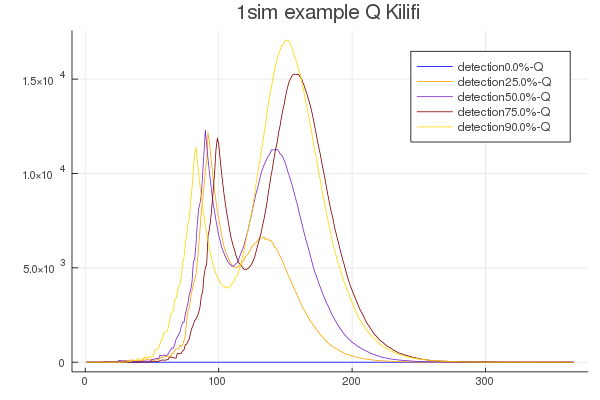 1sim example Q Kilifi
1.5×10⁴
1.0×10⁴
5.0×10³
0
0
100
200
300
detection0.0%-Q
detection25.0%-Q
detection50.0%-Q
detection75.0%-Q
detection90.0%-Q